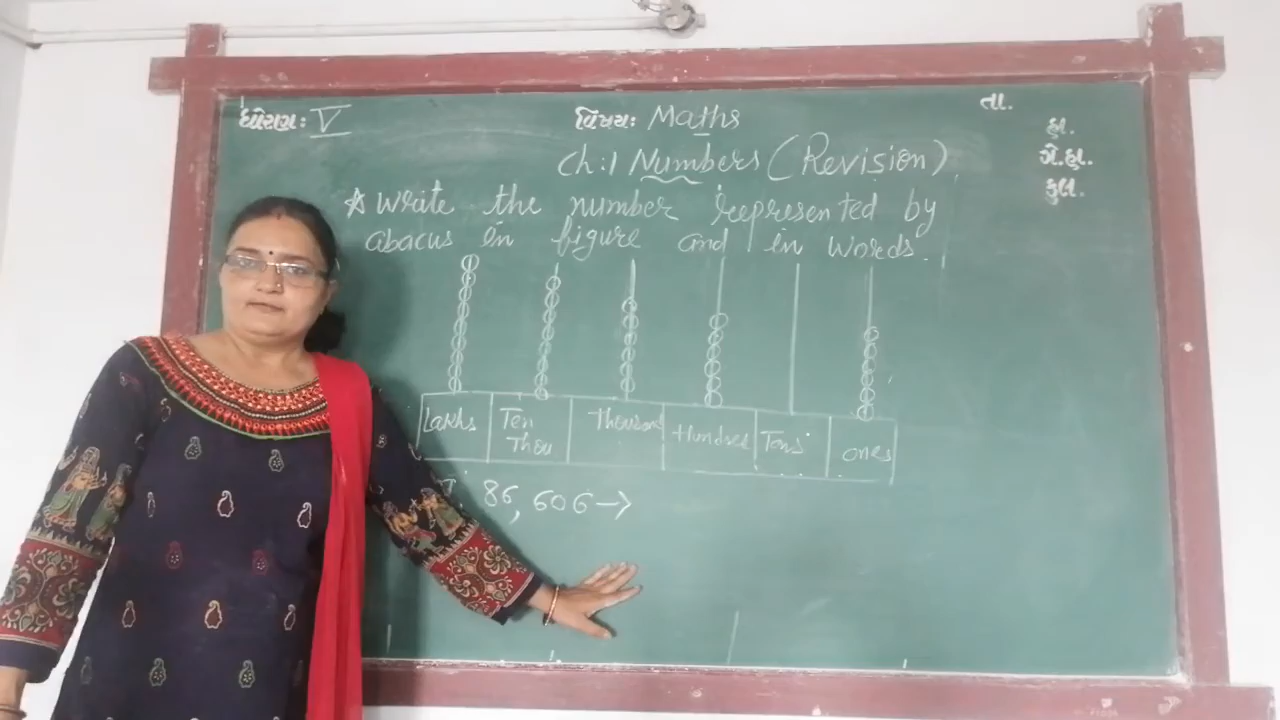 ધોરણ: V
વિષય: Maths
તા.
Ch:1 Numbers (Revision)
હા.
ગે.હા.
કુલ.
☆ write the number represented by
abacus in figure and in words.
Lakhs Ten Thou Thousand Hundred Tens ones
86,606 →